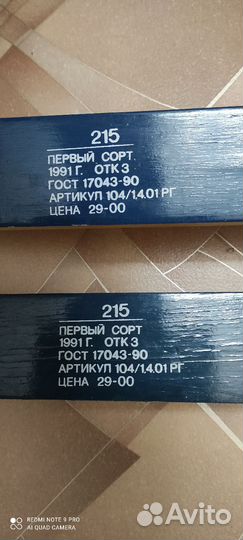 215
ПЕРВЫЙ СОРТ
1991 Г. ОТК 3
ГОСТ 17043-90
АРТИКУЛ 104/1.4.01 РГ
ЦЕНА 29-00
215
ПЕРВЫЙ СОРТ
1991 Г. ОТК 3
ГОСТ 17043-90
АРТИКУЛ 104/1.4.01 РГ
ЦЕНА 29-00
REDMI NOTE 9 PRO
AI QUAD CAMERA
Avito